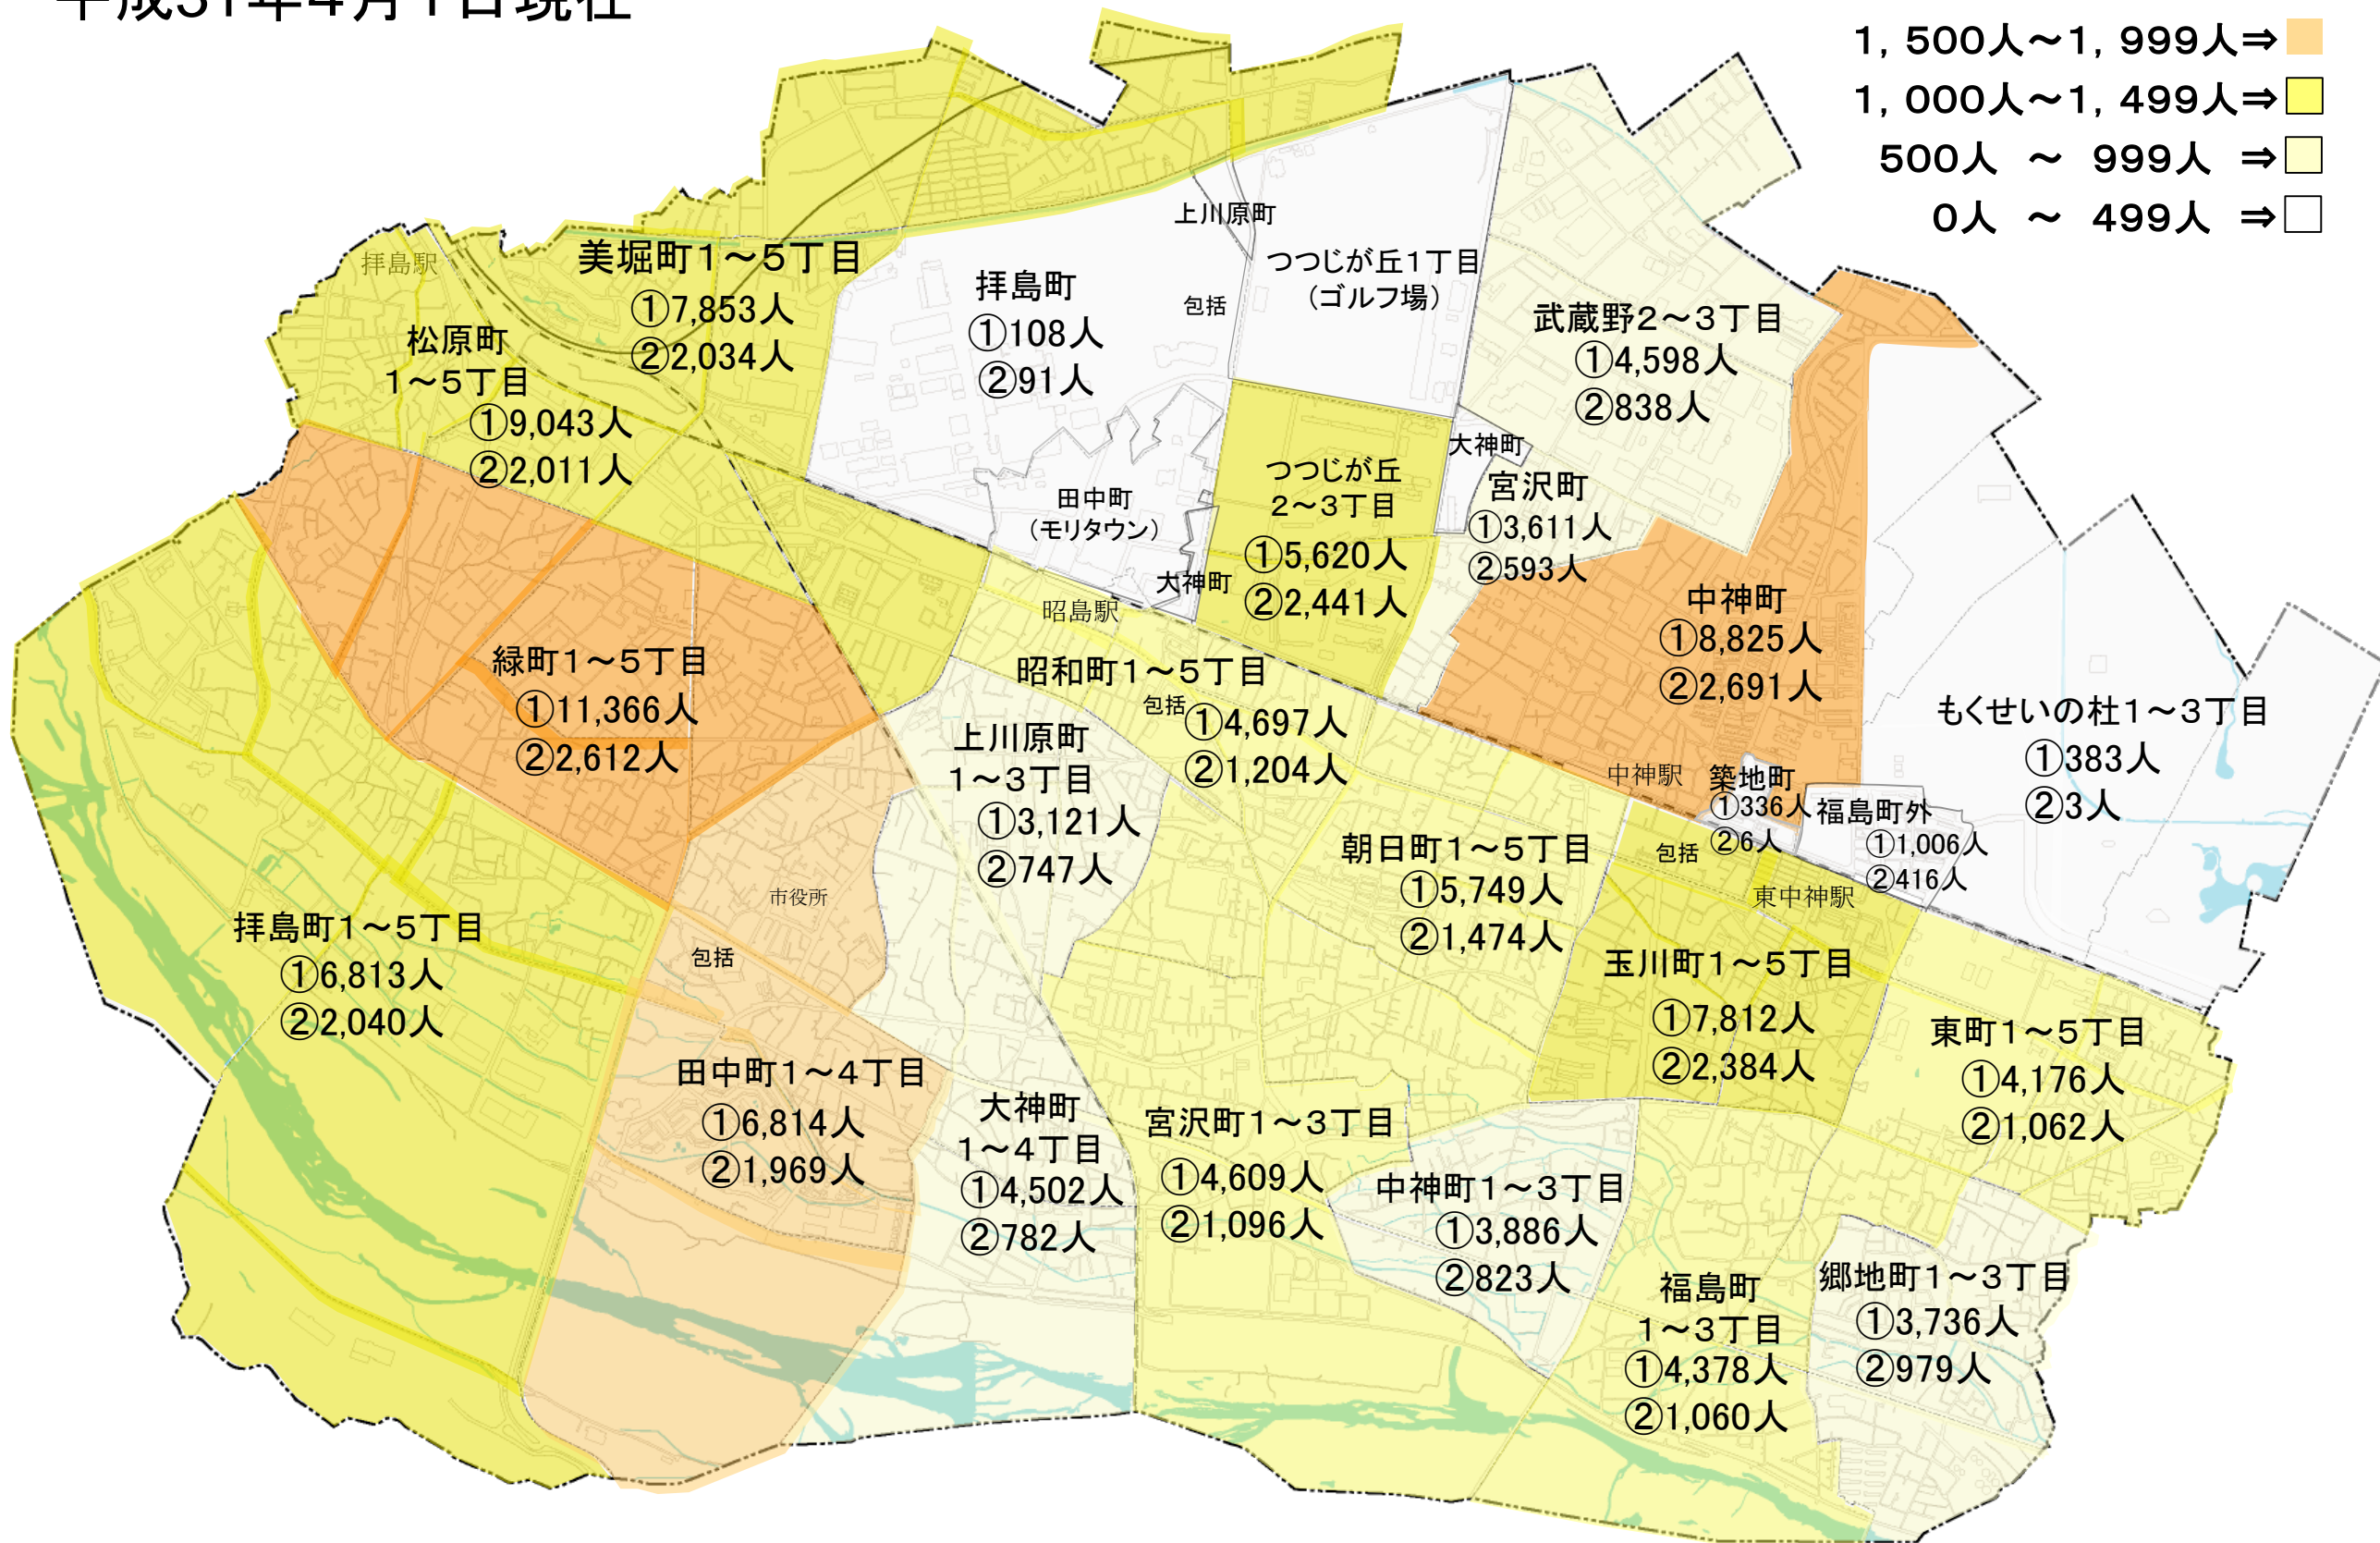 平成31年4月1日現在
1,500人～1,999人⇒
1,000人～1,499人⇒
500人 ～ 999人 ⇒
0人 ～ 499人 ⇒
上川原町
拝島駅
美堀町1～5丁目
①7,853人
②2,034人
松原町
1～5丁目
①9,043人
②2,011人
拝島町
①108人
②91人
包括
つつじが丘1丁目
(ゴルフ場)
武蔵野2～3丁目
①4,598人
②838人
大神町
田中町
(モリタウン)
大神町
つつじが丘
2～3丁目
①5,620人
②2,441人
宮沢町
①3,611人
②593人
中神町
①8,825人
②2,691人
昭島駅
緑町1～5丁目
①11,366人
②2,612人
昭和町1～5丁目
包括
①4,697人
②1,204人
もくせいの杜1～3丁目
①383人
②3人
上川原町
1～3丁目
①3,121人
②747人
中神駅
築地町
①336人
②6人
福島町外
①1,006人
②416人
朝日町1～5丁目
①5,749人
②1,474人
包括
東中神駅
市役所
包括
拝島町1～5丁目
①6,813人
②2,040人
玉川町1～5丁目
①7,812人
②2,384人
東町1～5丁目
①4,176人
②1,062人
田中町1～4丁目
①6,814人
②1,969人
大神町
1～4丁目
①4,502人
②782人
宮沢町1～3丁目
①4,609人
②1,096人
中神町1～3丁目
①3,886人
②823人
福島町
1～3丁目
①4,378人
②1,060人
郷地町1～3丁目
①3,736人
②979人